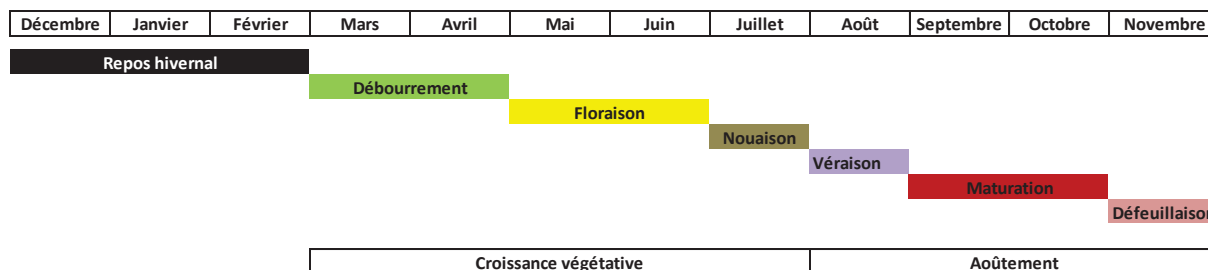 Décembre Janvier Février Mars Avril Mai Juin Juillet Août Septembre Octobre Novembre
Repos hivernal
Débourrement
Floraison
Nouaison
Véraison
Maturation
Défeuillaison
Croissance végétative Aoûtement